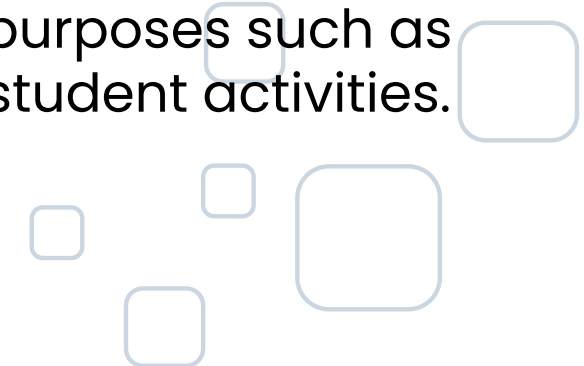 purposes such as
student activities.